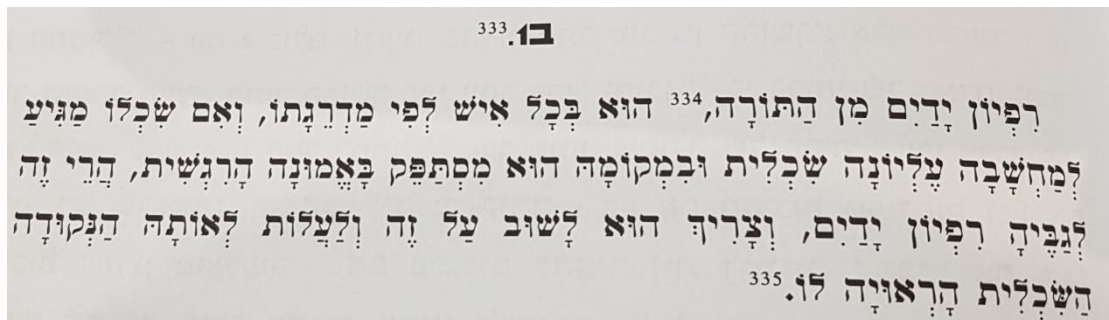 בו.333
רִפְיוֹן יָדַיִם מִן הַתּוֹרָה,334 הוּא בְּכָל אִישׁ לְפִי מַדְרֵגָתוֹ, וְאִם שִׂכְלוֹ מַגִּיעַ
לְמַחְשָׁבָה עֶלְיוֹנָה שִׂכְלִית וּבִמְקוֹמָהּ הוּא מִסְתַּפֵּק בָּאֱמוּנָה הָרִגְשִׁית, הֲרֵי זֶה
לְגַבֶּיהָ רִפְיוֹן יָדַיִם, וְצָרִיךְ הוּא לָשׁוּב עַל זֶה וְלַעֲלוֹת לְאוֹתָהּ הַנְּקוּדָה
הַשִּׂכְלִית הָרְאוּיָה לוֹ.335